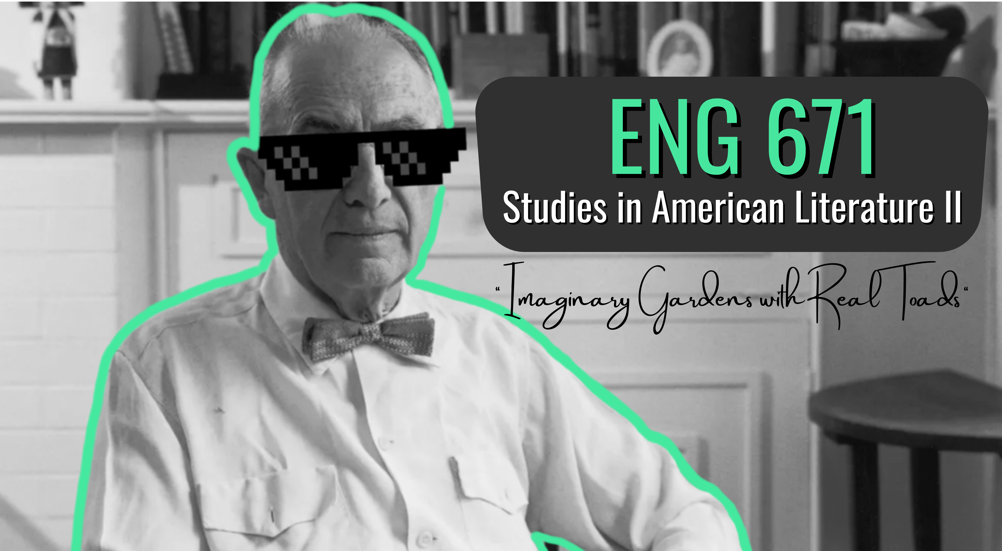 ENG 671
Studies in American Literature II
“Imaginary Gardens with Real Toads“